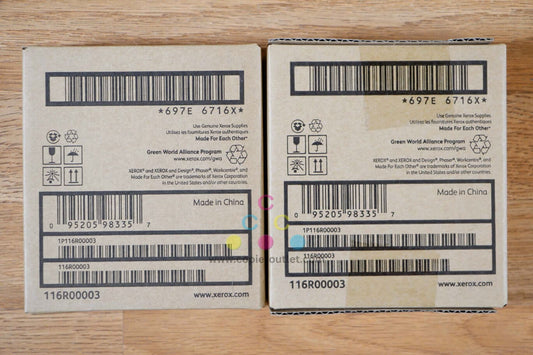 *697E 6716X*
Use Genuine Xerox Supplies
Utilisez les fournitures Xerox authentiques
Made For Each Other®
Green World Alliance Program
www.xerox.com/gwa
XEROX® and XEROX and Design®, Phaser®, Workcentre®, and
Made For Each Other® are trademarks of Xerox Corporation
in the United States and/or other countries.
Made in China
0 95205 98335 7
1P116R00003
116R00003
116R00003
www.xerox.com
*697E 6716X*
Use Genuine Xerox Supplies
Utilisez les fournitures Xerox authentiques
Made For Each Other®
Green World Alliance Program
www.xerox.com/gwa
XEROX® and XEROX and Design®, Phaser®, Workcentre®, and
Made For Each Other® are trademarks of Xerox Corporation
in the United States and/or other countries.
Made in China
0 95205 98335 7
1P116R00003
116R00003
116R00003
www.xerox.com
C C C
www.copieroutlet.com